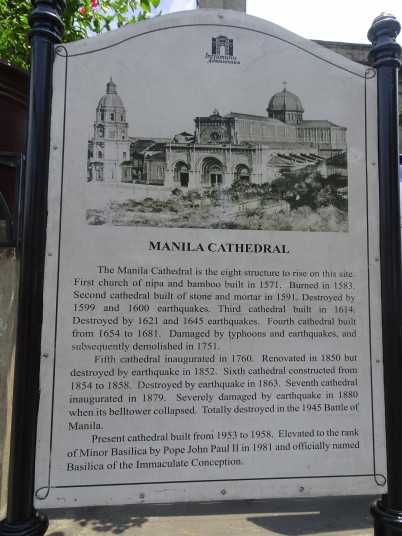 Intramuros
Administration
MANILA CATHEDRAL
The Manila Cathedral is the eight structure to rise on this site.
First church of nipa and bamboo built in 1571. Burned in 1583.
Second cathedral built of stone and mortar in 1591. Destroyed by
1599 and 1600 earthquakes. Third cathedral built in 1614.
Destroyed by 1621 and 1645 earthquakes. Fourth cathedral built
from 1654 to 1681. Damaged by typhoons and earthquakes, and
subsequently demolished in 1751.
Fifth cathedral inaugurated in 1760. Renovated in 1850 but
destroyed by earthquake in 1852. Sixth cathedral constructed from
1854 to 1858. Destroyed by earthquake in 1863. Seventh cathedral
inaugurated in 1879. Severely damaged by earthquake in 1880
when its belltower collapsed. Totally destroyed in the 1945 Battle of
Manila.
Present cathedral built from 1953 to 1958. Elevated to the rank
of Minor Basilica by Pope John Paul II in 1981 and officially named
Basilica of the Immaculate Conception.